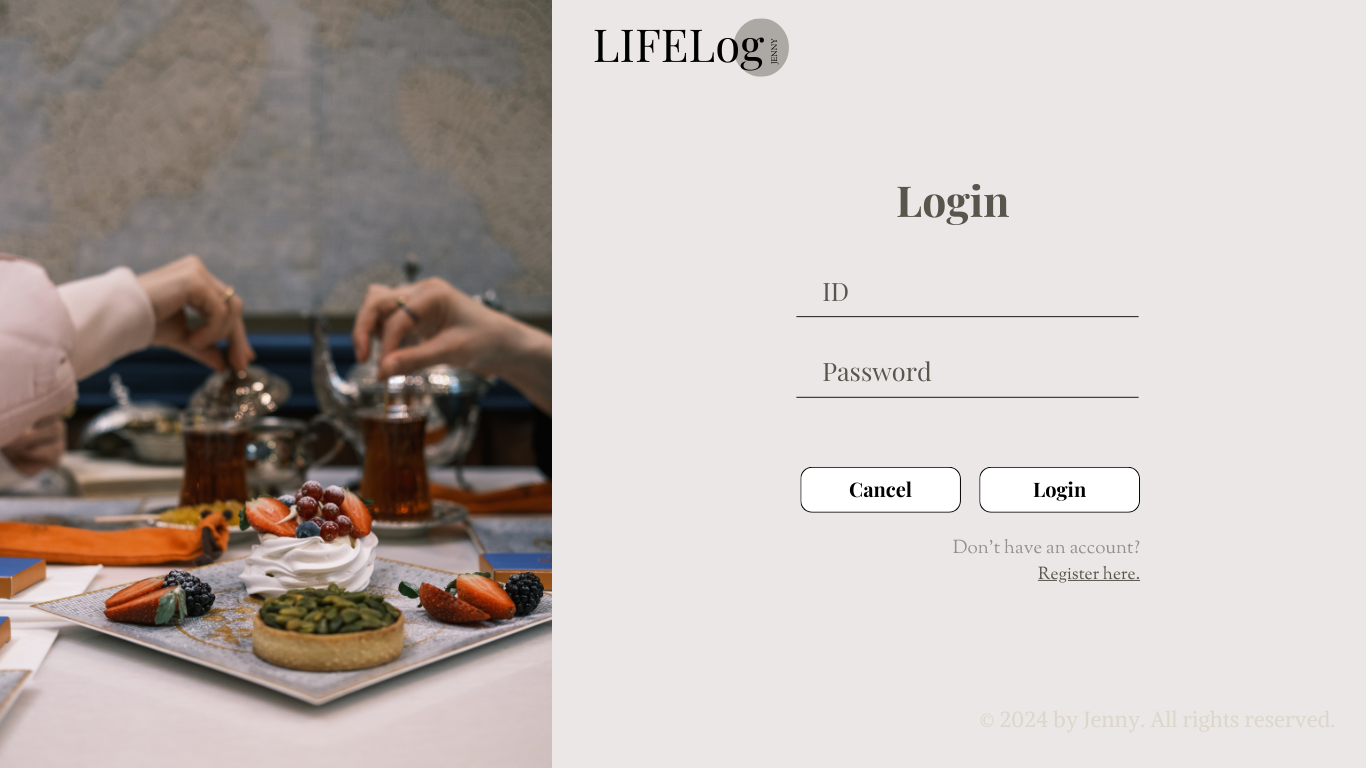 LIFELog
JENNY
Login
ID
Password
Cancel
Login
Don't have an account?
Register here.
© 2024 by Jenny. All rights reserved.